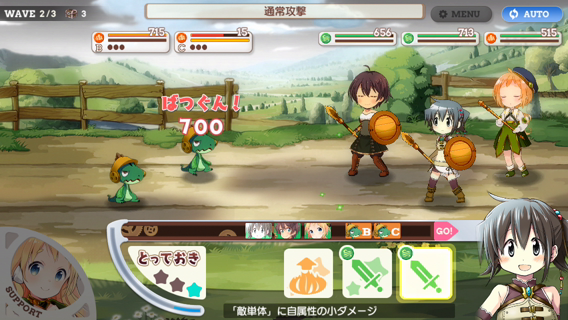 WAVE 2/3 3
通常攻撃
MENU
AUTO
715
B
15
C
656
713
515
ばつぐん!
700
B C GO!
とっておき
SUPPORT
「敵単体」に自属性の小ダメージ